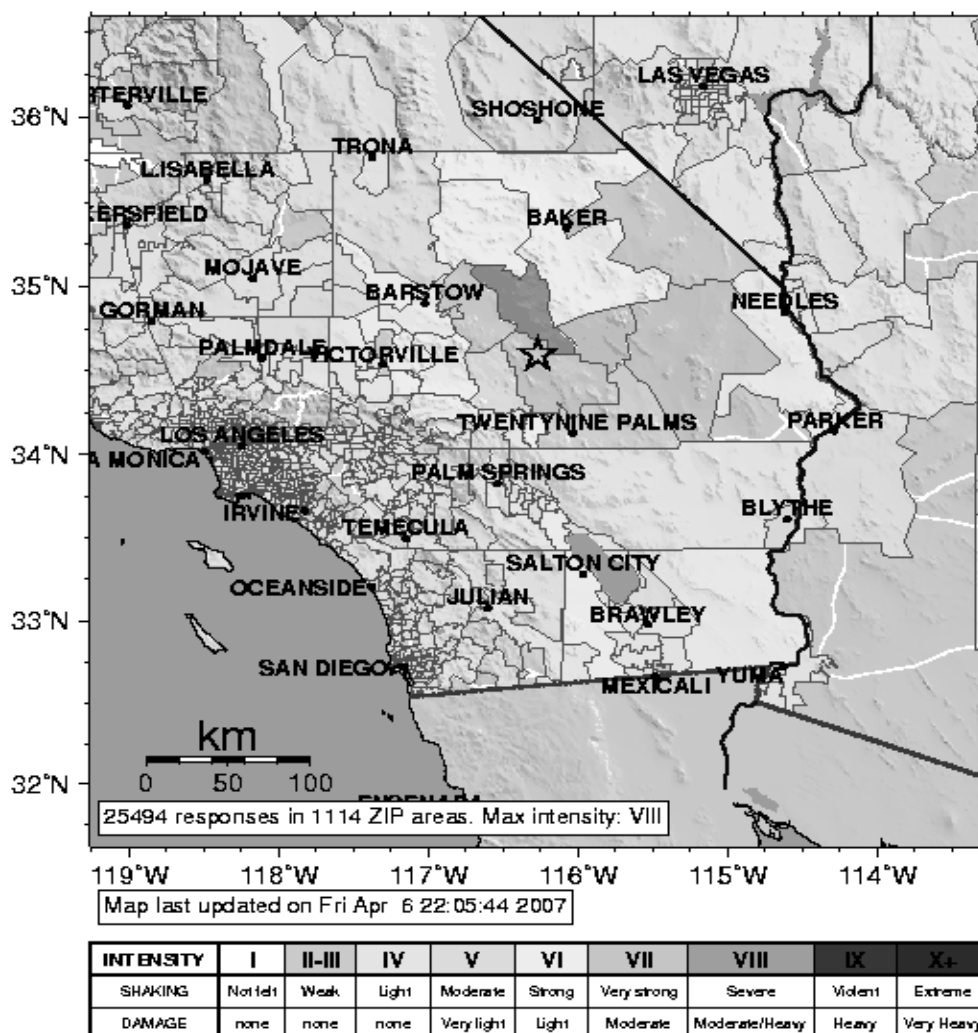 LAS VEGAS
RTERVILLE
SHOSHONE
36°N
TRONA
L.ISABELLA
KERSFIELD
BAKER
MOJAVE
35°N
BARSTOW
NEEDLES
GORMAN
PALMDALE
VICTORVILLE
TWENTYNINE PALMS
PARKER
LOS ANGELES
34°N
A MONICA
PALM SPRINGS
IRVINE
BLYTHE
TEMECULA
SALTON CITY
OCEANSIDE
JULIAN
BRAWLEY
33°N
SAN DIEGO
YUMA
MEXICALI
km
0 50 100
32°N
ENSENADA
25494 responses in 1114 ZIP areas. Max intensity: VIII
119°W 118°W 117°W 116°W 115°W 114°W
Map last updated on Fri Apr 6 22:05:44 2007
INTENSITY I II-III IV V VI VII VIII IX X+
SHAKING Not felt Weak Light Moderate Strong Very strong Severe Violent Extreme
DAMAGE none none none Very light Light Moderate Moderate/Heavy Heavy Very Heavy